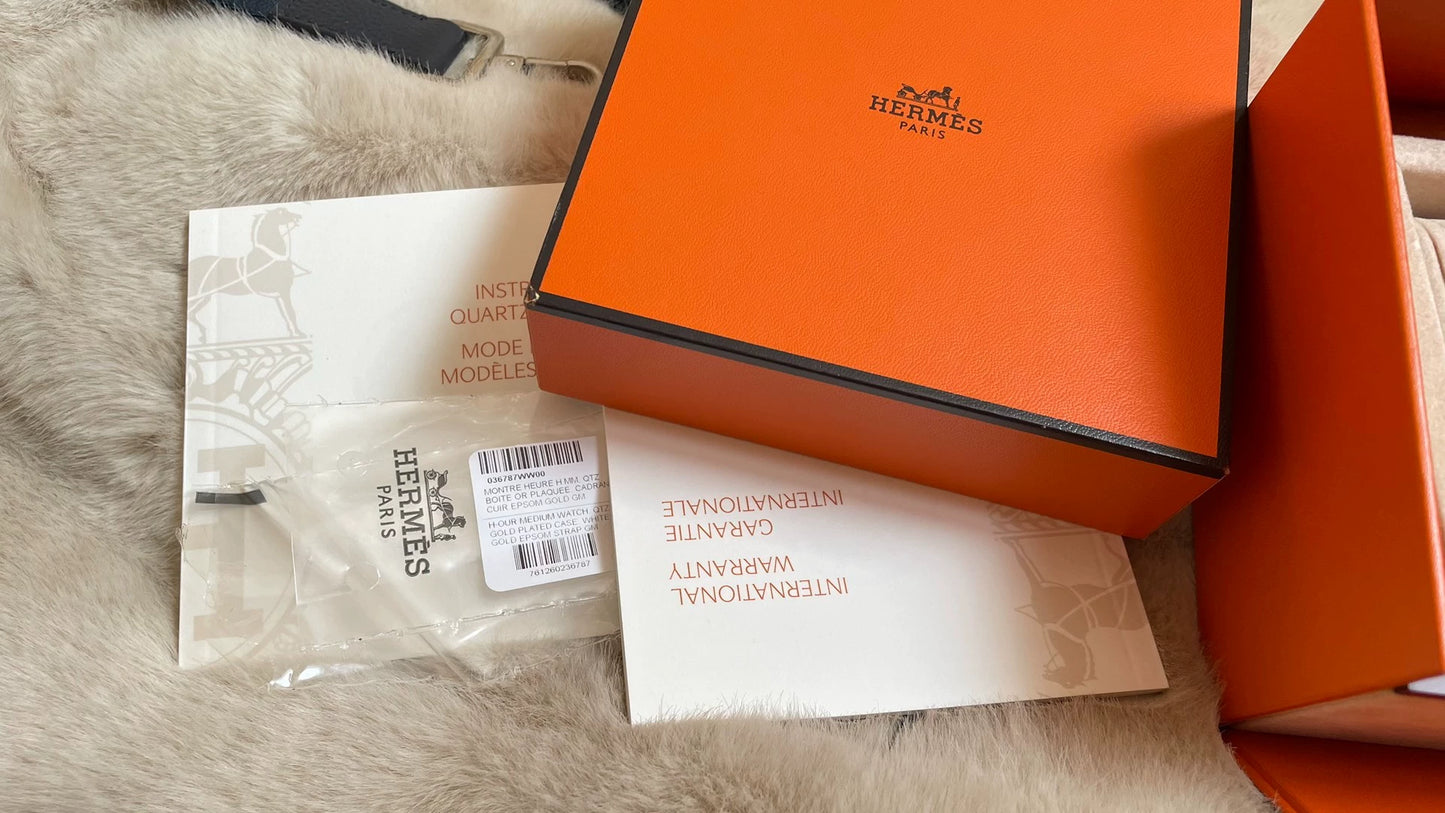 HERMÈS
PARIS
INSTR
QUARTZ
MODE
MODÈLES
HERMÈS
PARIS
036787WW00
MONTRE HEURE H MM. QTZ
BOITE OR PLAQUEE. CADRAN
CUIR EPSOM GOLD GM
H-OUR MEDIUM WATCH. QTZ
GOLD PLATED CASE. WHITE
GOLD EPSOM STRAP GM
761260236787
INTERNATIONAL
WARRANTY
GARANTIE
INTERNATIONALE